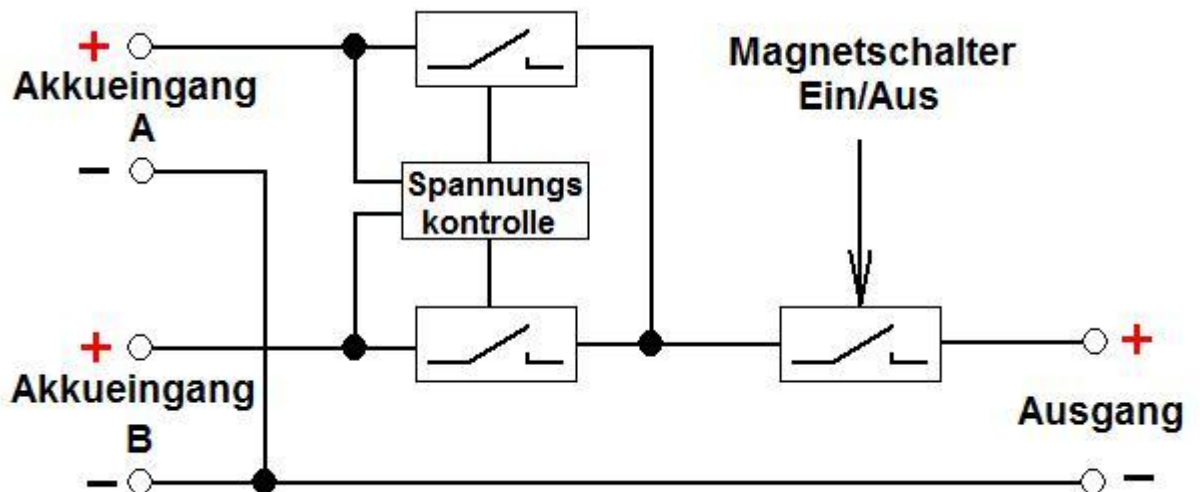 +
Akkueingang
A
−
Magnetschalter
Ein/Aus
Spannungs
kontrolle
+
Akkueingang
B
−
+
Ausgang
−